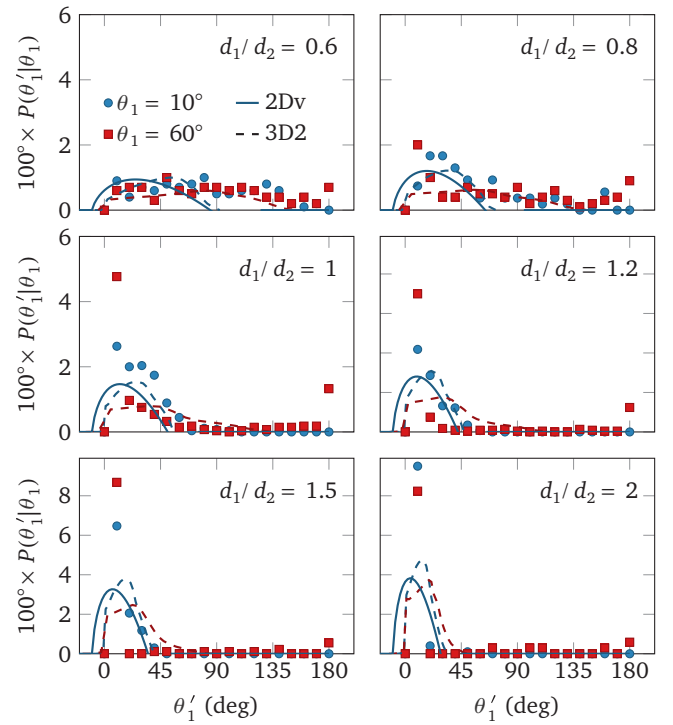 6
4
2
0
100°× P(θ′₁|θ₁)
d₁/ d₂ = 0.6
θ₁ = 10°
2Dv
θ₁ = 60°
3D2
d₁/ d₂ = 0.8
6
4
2
0
100°× P(θ′₁|θ₁)
d₁/ d₂ = 1
d₁/ d₂ = 1.2
8
6
4
2
0
100°× P(θ′₁|θ₁)
d₁/ d₂ = 1.5
d₁/ d₂ = 2
0 45 90 135 180
0 45 90 135 180
θ₁′ (deg)
θ₁′ (deg)